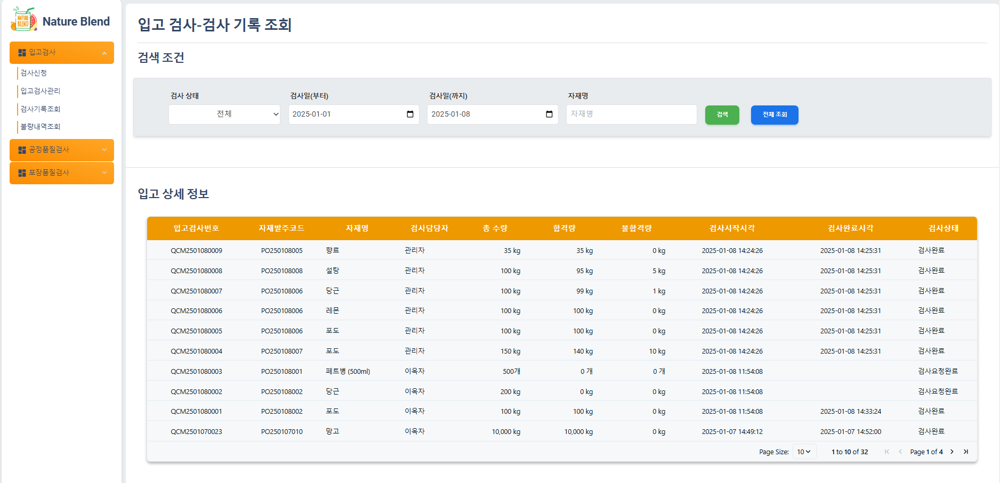 NATURE
BLEND
Nature Blend
입고검사
검사신청
입고검사관리
검사기록조회
불량내역조회
공정품질검사
포장품질검사
입고 검사-검사 기록 조회
검색 조건
검사 상태 검사일(부터) 검사일(까지) 자재명
전체 2025-01-01 2025-01-08 자재명 검색 전체 조회
입고 상세 정보
입고검사번호 자재발주코드 자재명 검사담당자 총 수량 합격량 불합격량 검사시작시각 검사완료시각 검사상태
QCM2501080009 PO250108005 향료 관리자 35 kg 35 kg 0 kg 2025-01-08 14:24:26 2025-01-08 14:25:31 검사완료
QCM2501080008 PO250108008 설탕 관리자 100 kg 95 kg 5 kg 2025-01-08 14:24:26 2025-01-08 14:25:31 검사완료
QCM2501080007 PO250108006 당근 관리자 100 kg 99 kg 1 kg 2025-01-08 14:24:26 2025-01-08 14:25:31 검사완료
QCM2501080006 PO250108006 레몬 관리자 100 kg 100 kg 0 kg 2025-01-08 14:24:26 2025-01-08 14:25:31 검사완료
QCM2501080005 PO250108006 포도 관리자 100 kg 100 kg 0 kg 2025-01-08 14:24:26 2025-01-08 14:25:31 검사완료
QCM2501080004 PO250108007 포도 관리자 150 kg 140 kg 10 kg 2025-01-08 14:24:26 2025-01-08 14:25:31 검사완료
QCM2501080003 PO250108001 페트병 (500ml) 이옥자 500개 0 개 0 개 2025-01-08 11:54:08 검사요청완료
QCM2501080002 PO250108002 당근 이옥자 200 kg 0 kg 0 kg 2025-01-08 11:54:08 검사요청완료
QCM2501080001 PO250108002 포도 이옥자 100 kg 100 kg 0 kg 2025-01-08 11:54:08 2025-01-08 14:33:24 검사완료
QCM2501070023 PO250107010 망고 이옥자 10,000 kg 10,000 kg 0 kg 2025-01-07 14:49:12 2025-01-07 14:52:00 검사완료
Page Size: 10 1 to 10 of 32 Page 1 of 4